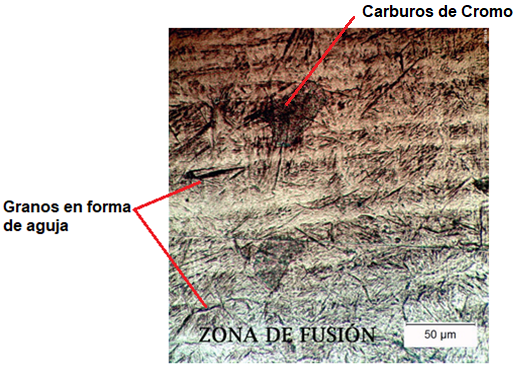 Carburos de Cromo
Granos en forma
de aguja
ZONA DE FUSIÓN
50 µm